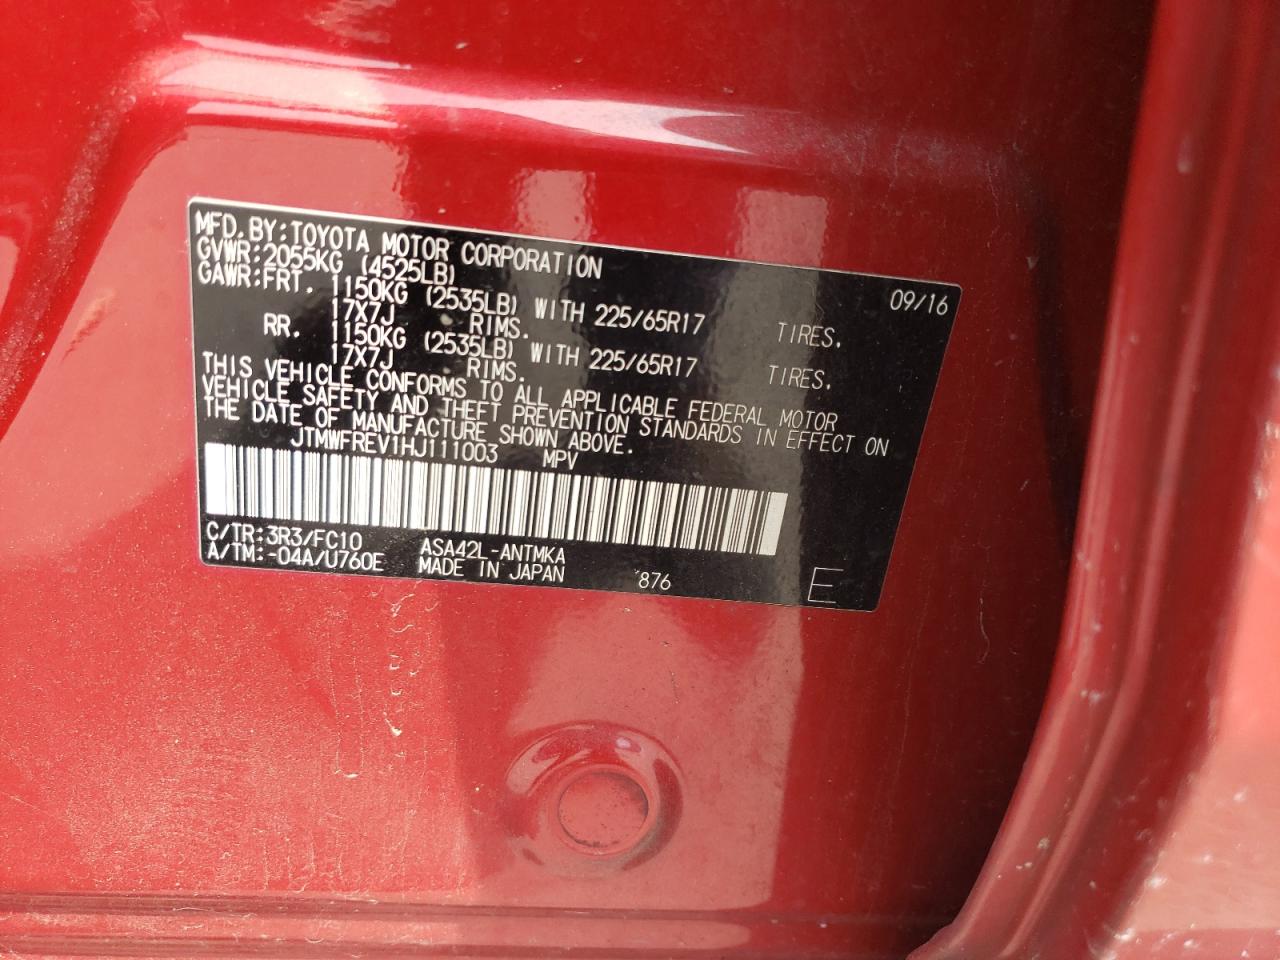 MFD. BY: TOYOTA MOTOR CORPORATION 09/16
GVWR: 2055KG (4525LB)
GAWR: FRT. 1150KG (2535LB) WITH 225/65R17 TIRES.
17X7J RIMS.
RR. 1150KG (2535LB) WITH 225/65R17 TIRES.
17X7J RIMS.
THIS VEHICLE CONFORMS TO ALL APPLICABLE FEDERAL MOTOR
VEHICLE SAFETY AND THEFT PREVENTION STANDARDS IN EFFECT ON
THE DATE OF MANUFACTURE SHOWN ABOVE.
JTMWFREV1HJ111003 MPV
C/TR: 3R3/FC10 ASA42L-ANTMKA
A/TM: -04A/U760E MADE IN JAPAN 876 E